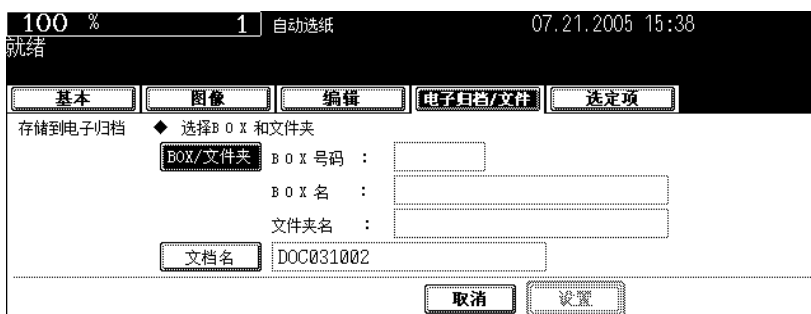 100 % 1 自动选纸 07.21.2005 15:38
就绪
基本 图像 编辑 电子归档/文件 选定项
存储到电子归档 ◆ 选择BOX和文件夹
BOX/文件夹 BOX号码 :
BOX名 :
文件夹名 :
文档名 DOC031002
取消 设置